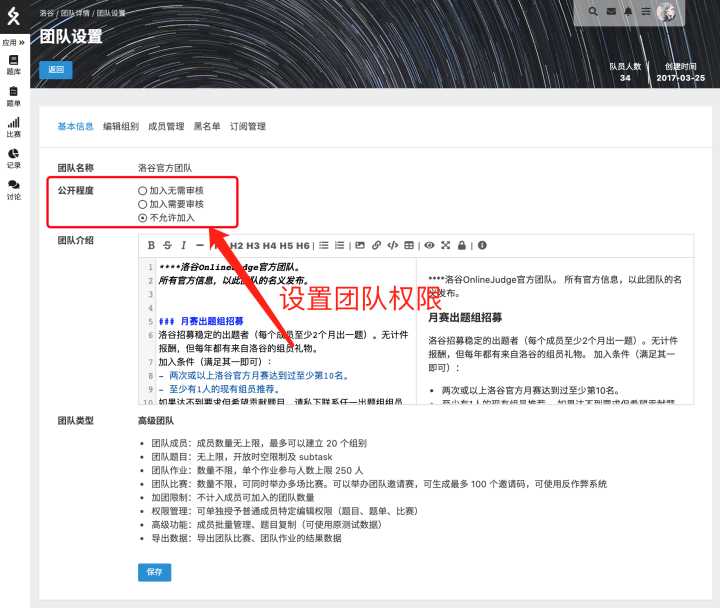 洛谷 / 团队详情 / 团队设置
团队设置
返回
团队人数
34
创建时间
2017-03-25
应用
题库
题单
比赛
记录
讨论
基本信息 编辑组别 成员管理 黑名单 订阅管理
团队名称 洛谷官方团队
公开程度
加入无需审核
加入需要审核
不允许加入
团队介绍
B S I H2 H3 H4 H5 H6
1 ****洛谷OnlineJudge官方团队。
2 所有官方信息，以此团队的名义发布。
3
4
5 ### 月赛出题组招募
6 洛谷招募稳定的出题者（每个成员至少2个月出一题）。无计件报酬，但每年都有来自洛谷的组员礼物。
7 加入条件（满足其一即可）：
8 - 两次或以上洛谷官方月赛达到过至少第10名。
9 - 至少有1人的现有组员推荐。
10 如果达不到要求但希望贡献题目，请私下联系任一出题组组员
****洛谷OnlineJudge官方团队。 所有官方信息，以此团队的名
发布。
月赛出题组招募
洛谷招募稳定的出题者（每个成员至少2个月出一题）。无计件
报酬，但每年都有来自洛谷的组员礼物。 加入条件（满足其一
即可）：
• 两次或以上洛谷官方月赛达到过至少第10名。
设置团队权限
团队类型 高级团队
• 团队成员：成员数量无上限，最多可以建立 20 个组别
• 团队题目：无上限，开放时空限制及 subtask
• 团队作业：数量不限，单个作业参与人数上限 250 人
• 团队比赛：数量不限，可同时举办多场比赛。可以举办团队邀请赛，可生成最多 100 个邀请码，可使用反作弊系统
• 加团限制：不计入成员可加入的团队数量
• 权限管理：可单独授予普通成员特定编辑权限（题目、题单、比赛）
• 高级功能：成员批量管理、题目复制（可使用原测试数据）
• 导出数据：导出团队比赛、团队作业的结果数据
保存